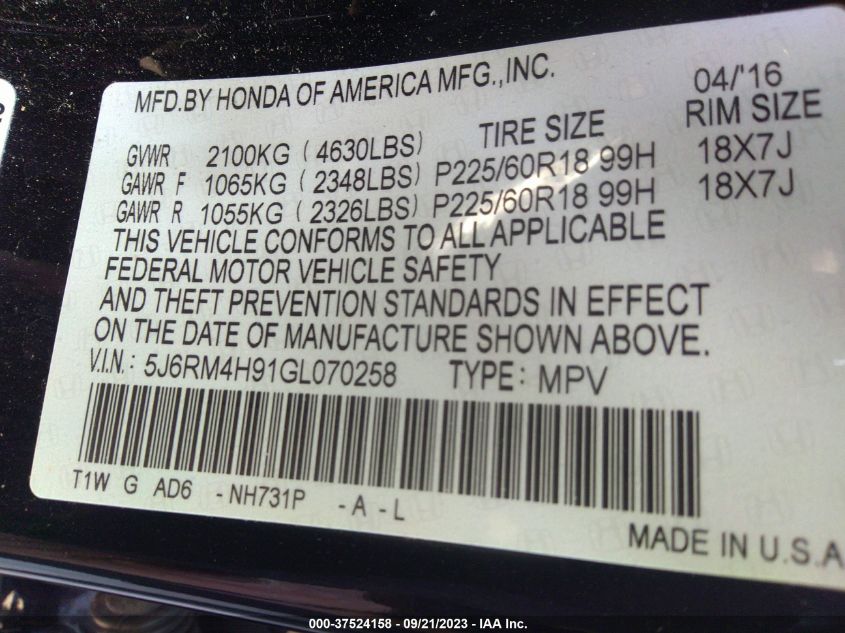 MFD.BY HONDA OF AMERICA MFG.,INC. 04/'16
TIRE SIZE RIM SIZE
GVWR 2100KG ( 4630LBS)
GAWR F 1065KG ( 2348LBS) P225/60R18 99H 18X7J
GAWR R 1055KG ( 2326LBS) P225/60R18 99H 18X7J
THIS VEHICLE CONFORMS TO ALL APPLICABLE
FEDERAL MOTOR VEHICLE SAFETY
AND THEFT PREVENTION STANDARDS IN EFFECT
ON THE DATE OF MANUFACTURE SHOWN ABOVE.
V.I.N.: 5J6RM4H91GL070258 TYPE: MPV
T1W G AD6 - NH731P - A - L
MADE IN U.S.A
000-37524158 - 09/21/2023 - IAA Inc.